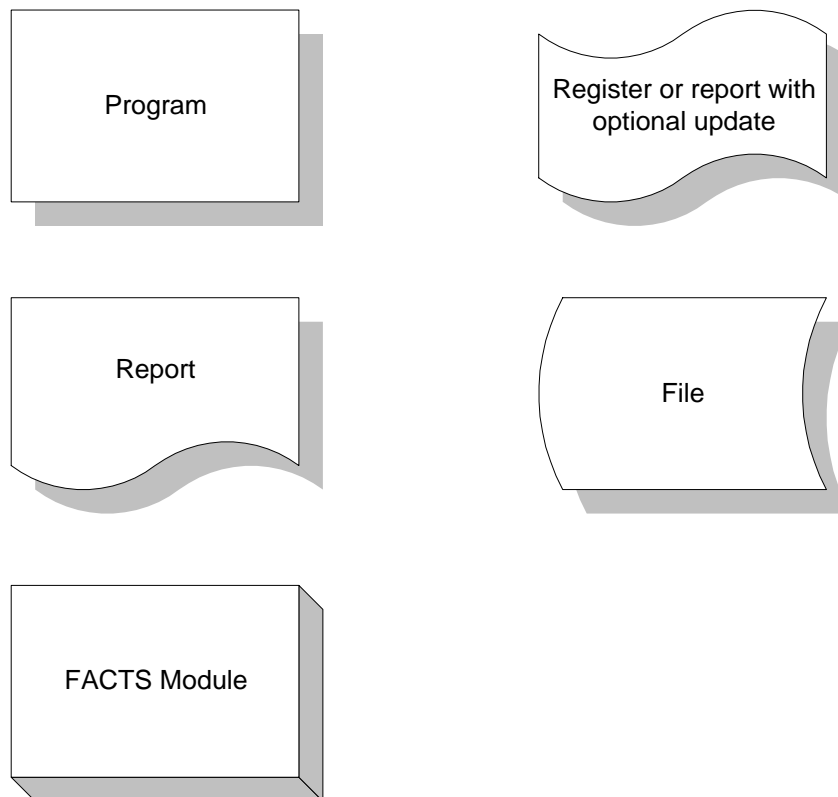 Program
Register or report with
optional update
Report
File
FACTS Module